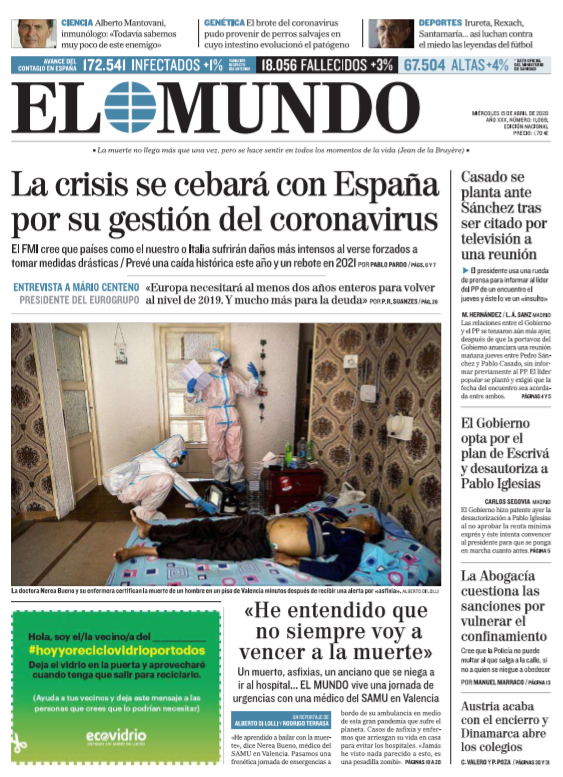 CIENCIA Alberto Mantovani,
inmunólogo: «Todavía sabemos
muy poco de este enemigo»
GENÉTICA El brote del coronavirus
pudo provenir de perros salvajes en
cuyo intestino evolucionó el patógeno
DEPORTES Irureta, Rexach,
Santamaría... así luchan contra
el miedo las leyendas del fútbol
AVANCE DEL
CONTAGIO EN ESPAÑA
172.541 INFECTADOS +1%
18.056 FALLECIDOS +3%
67.504 ALTAS +4%
EL MUNDO
MIÉRCOLES 15 DE ABRIL DE 2020
AÑO XXX, NÚMERO: 11.069,
EDICIÓN NACIONAL
PRECIO: 1,70 €
• La muerte no llega más que una vez, pero se hace sentir en todos los momentos de la vida (Jean de la Bruyère) •
La crisis se cebará con España
por su gestión del coronavirus
El FMI cree que países como el nuestro o Italia sufrirán daños más intensos al verse forzados a
tomar medidas drásticas / Prevé una caída histórica este año y un rebote en 2021 POR PABLO PARDO / PÁGS. 6 Y 7
ENTREVISTA A MÁRIO CENTENO
PRESIDENTE DEL EUROGRUPO
«Europa necesitará al menos dos años enteros para volver
al nivel de 2019. Y mucho más para la deuda» POR P. R. SUANZES / PÁG. 28
La doctora Nerea Bueno y su enfermera certifican la muerte de un hombre en un piso de Valencia minutos después de recibir una alerta por «asfixia». ALBERTO DI LOLLI
Hola, soy el/la vecino/a del
#hoyyoreciclovidrioportodos
Deja el vidrio en la puerta y aprovecharé
cuando tenga que salir para reciclarlo.
(Ayuda a tus vecinos y deja este mensaje a las
personas que crees que lo podrían necesitar)
ecovidrio
«He entendido que
no siempre voy a
vencer a la muerte»
Un muerto, asfixias, un anciano que se niega a
ir al hospital... EL MUNDO vive una jornada de
urgencias con un médico del SAMU en Valencia
UN REPORTAJE DE
ALBERTO DI LOLLI Y RODRIGO TERRASA
«He aprendido a bailar con la muer-
te», dice Nerea Bueno, médico del
SAMU en Valencia. Pasamos una
frenética jornada de emergencias a
bordo de su ambulancia en medio
de esta gran pandemia que sufre el
planeta. Casos de asfixia y enfer-
mos que arriesgan su vida en casa
para evitar los hospitales. «Jamás
he visto nada parecido a esto, es
una pesadilla zombi». PÁGINAS 18 A 20
Casado se
planta ante
Sánchez tras
ser citado por
televisión a
una reunión
El presidente usa una rueda
de prensa para informar al líder
del PP de un encuentro el
jueves y éste lo ve un «insulto»
M. HERNÁNDEZ / L. Á. SANZ MADRID
Las relaciones entre el Gobierno
y el PP se tensaron aún más ayer,
después de que la portavoz del
Gobierno anunciara una reunión
mañana jueves entre Pedro Sán-
chez y Pablo Casado, sin infor-
mar previamente al PP. El líder
popular se plantó y exigió que la
fecha del encuentro sea acorda-
da entre ambos. PÁGINAS 4 Y 5
El Gobierno
opta por el
plan de Escrivá
y desautoriza a
Pablo Iglesias
CARLOS SEGOVIA MADRID
El Gobierno hizo patente ayer la
desautorización a Pablo Iglesias
al no aprobar la renta mínima
exprés y éste intenta convencer
al presidente para que se ponga
en marcha cuanto antes. PÁGINA 5
La Abogacía
cuestiona las
sanciones por
vulnerar el
confinamiento
Cree que la Policía no puede
multar al que salga a la calle, si
no a quien se niegue a obedecer
POR MANUEL MARRACO / PÁGINA 13
Austria acaba
con el encierro y
Dinamarca abre
los colegios
C. VALERO Y P. POZA / PÁGINAS 30 Y 31